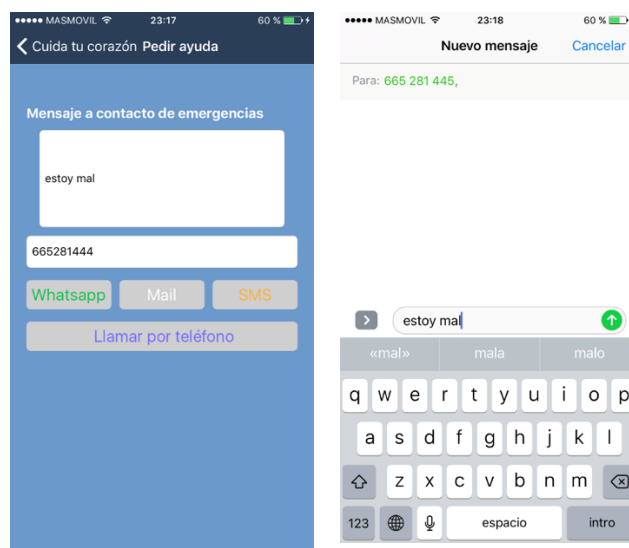 MASMOVIL 23:17 60 %
Cuida tu corazón Pedir ayuda
Mensaje a contacto de emergencias
estoy mal
665281444
Whatsapp Mail SMS
Llamar por teléfono
MASMOVIL 23:18 60 %
Nuevo mensaje Cancelar
Para: 665 281 445,
estoy mal
«mal» mala malo
q w e r t y u i o p
a s d f g h j k l
z x c v b n m
123 espacio intro